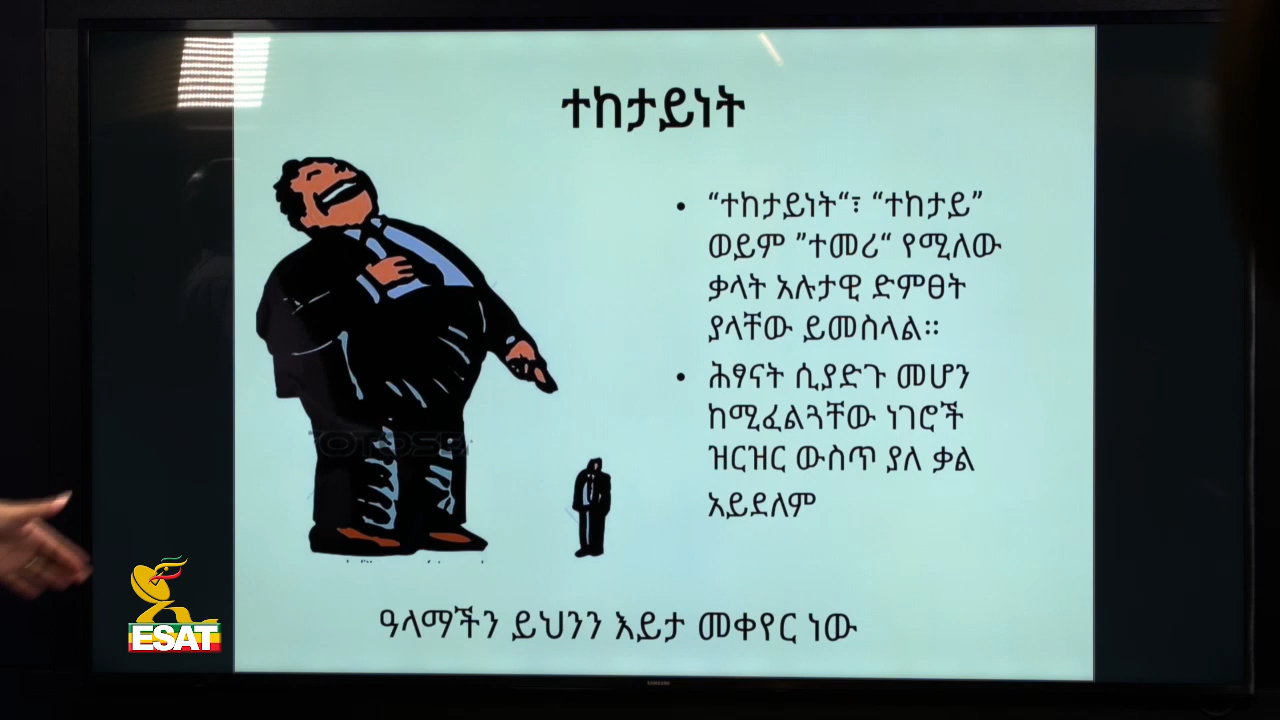 ተከታይነት
• “ተከታይነት“፣ “ተከታይ”
ወይም ”ተመሪ“ የሚለው
ቃላት አሉታዊ ድምፀት
ያላቸው ይመስላል።
• ሕፃናት ሲያድጉ መሆን
ከሚፈልጓቸው ነገሮች
ዝርዝር ውስጥ ያለ ቃል
አይደለም
ዓላማችን ይህንን እይታ መቀየር ነው
ESAT
SAMSUNG